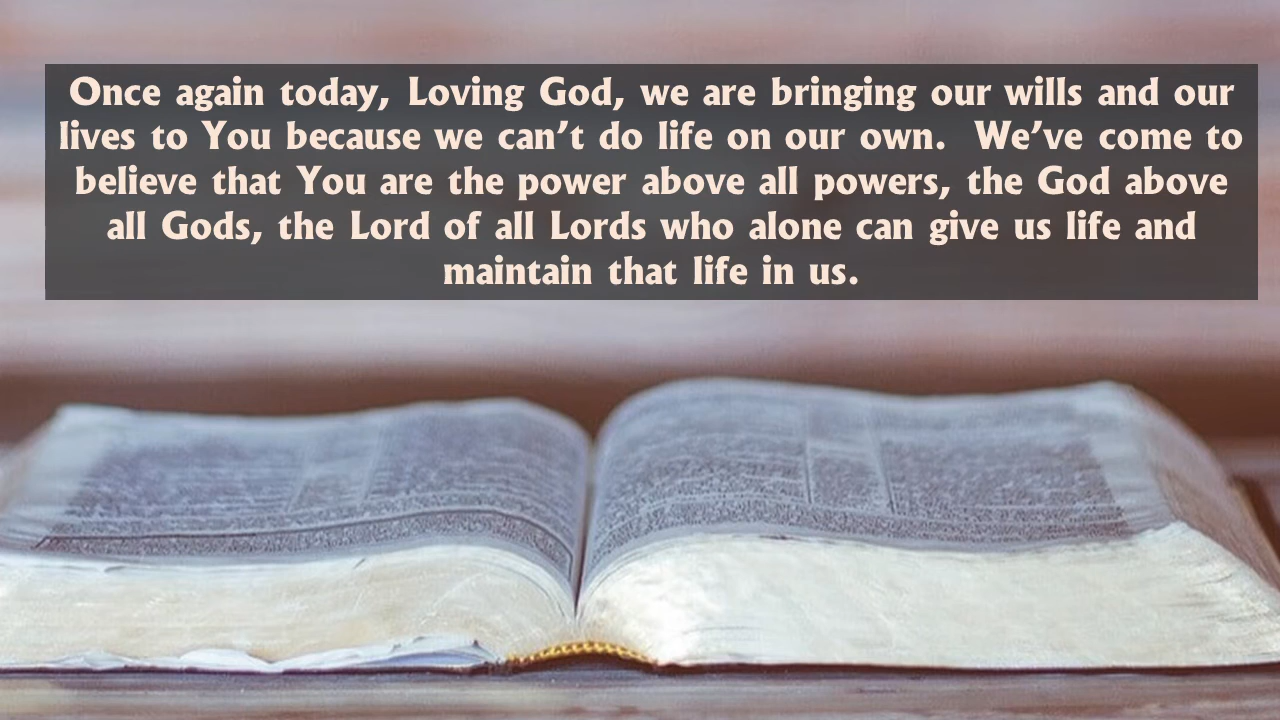 Once again today, Loving God, we are bringing our wills and our
lives to You because we can’t do life on our own.  We’ve come to
believe that You are the power above all powers, the God above
all Gods, the Lord of all Lords who alone can give us life and
maintain that life in us.